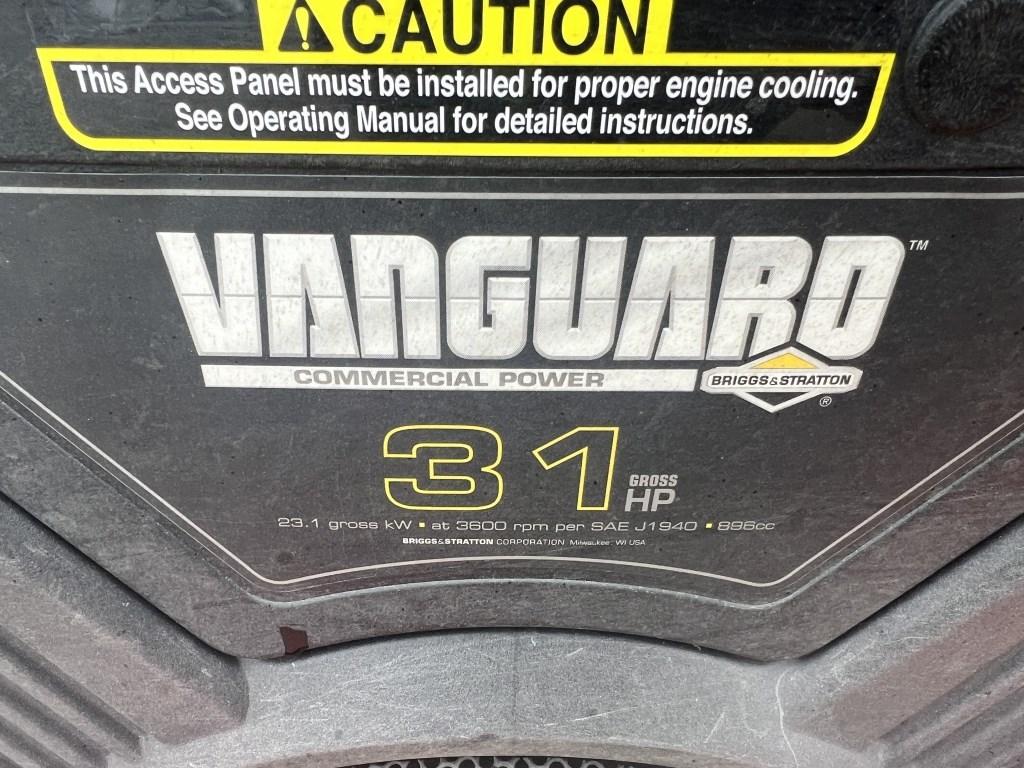 CAUTION
This Access Panel must be installed for proper engine cooling.
See Operating Manual for detailed instructions.
VANGUARD™
COMMERCIAL POWER
BRIGGS&STRATTON
®
31 GROSS HP
23.1 gross kW ▪ at 3600 rpm per SAE J1940 ▪ 896cc
BRIGGS&STRATTON CORPORATION Milwaukee, WI USA